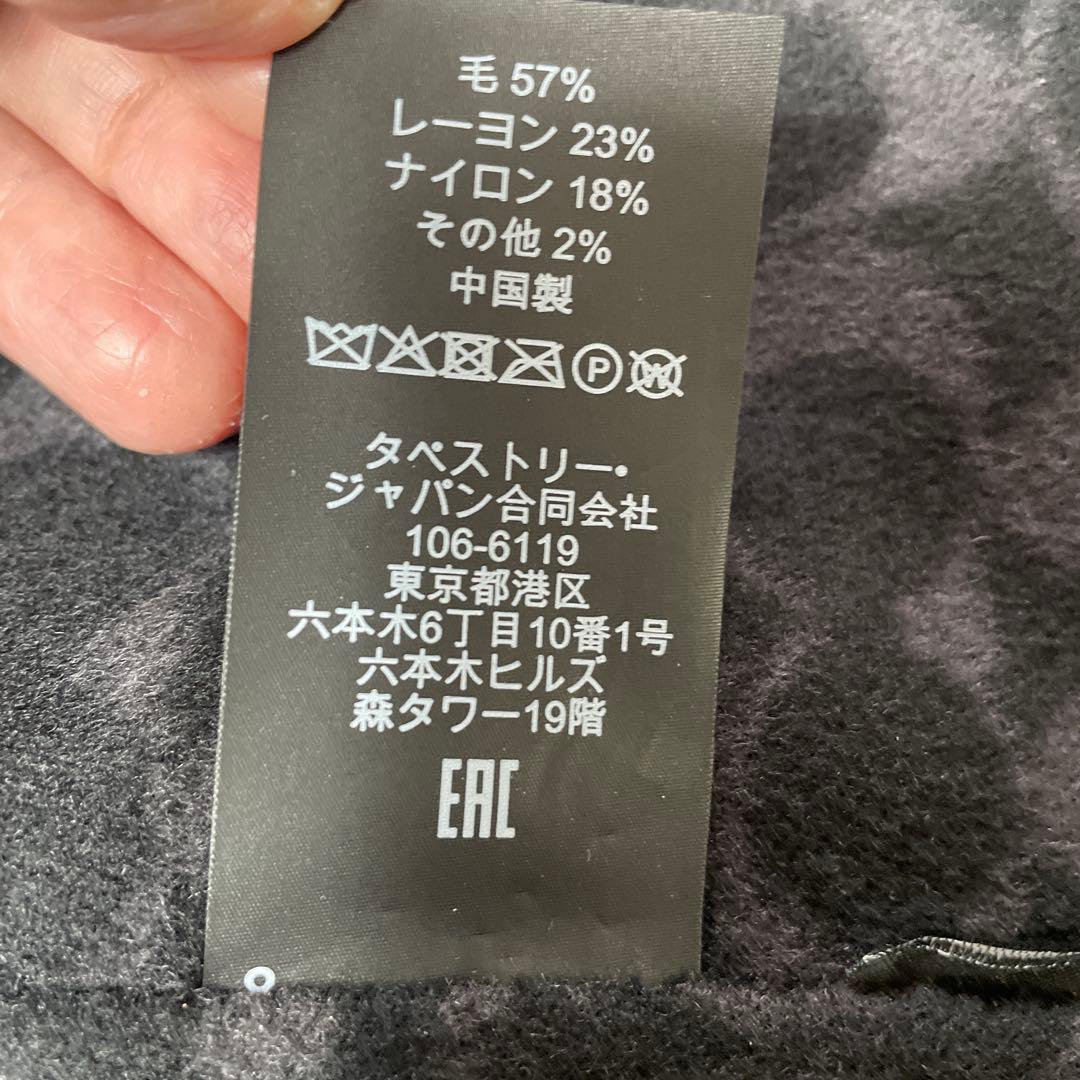 毛 57%
レーヨン 23%
ナイロン 18%
その他 2%
中国製
P W
タペストリー・
ジャパン合同会社
106-6119
東京都港区
六本木6丁目10番1号
六本木ヒルズ
森タワー19階
EAC